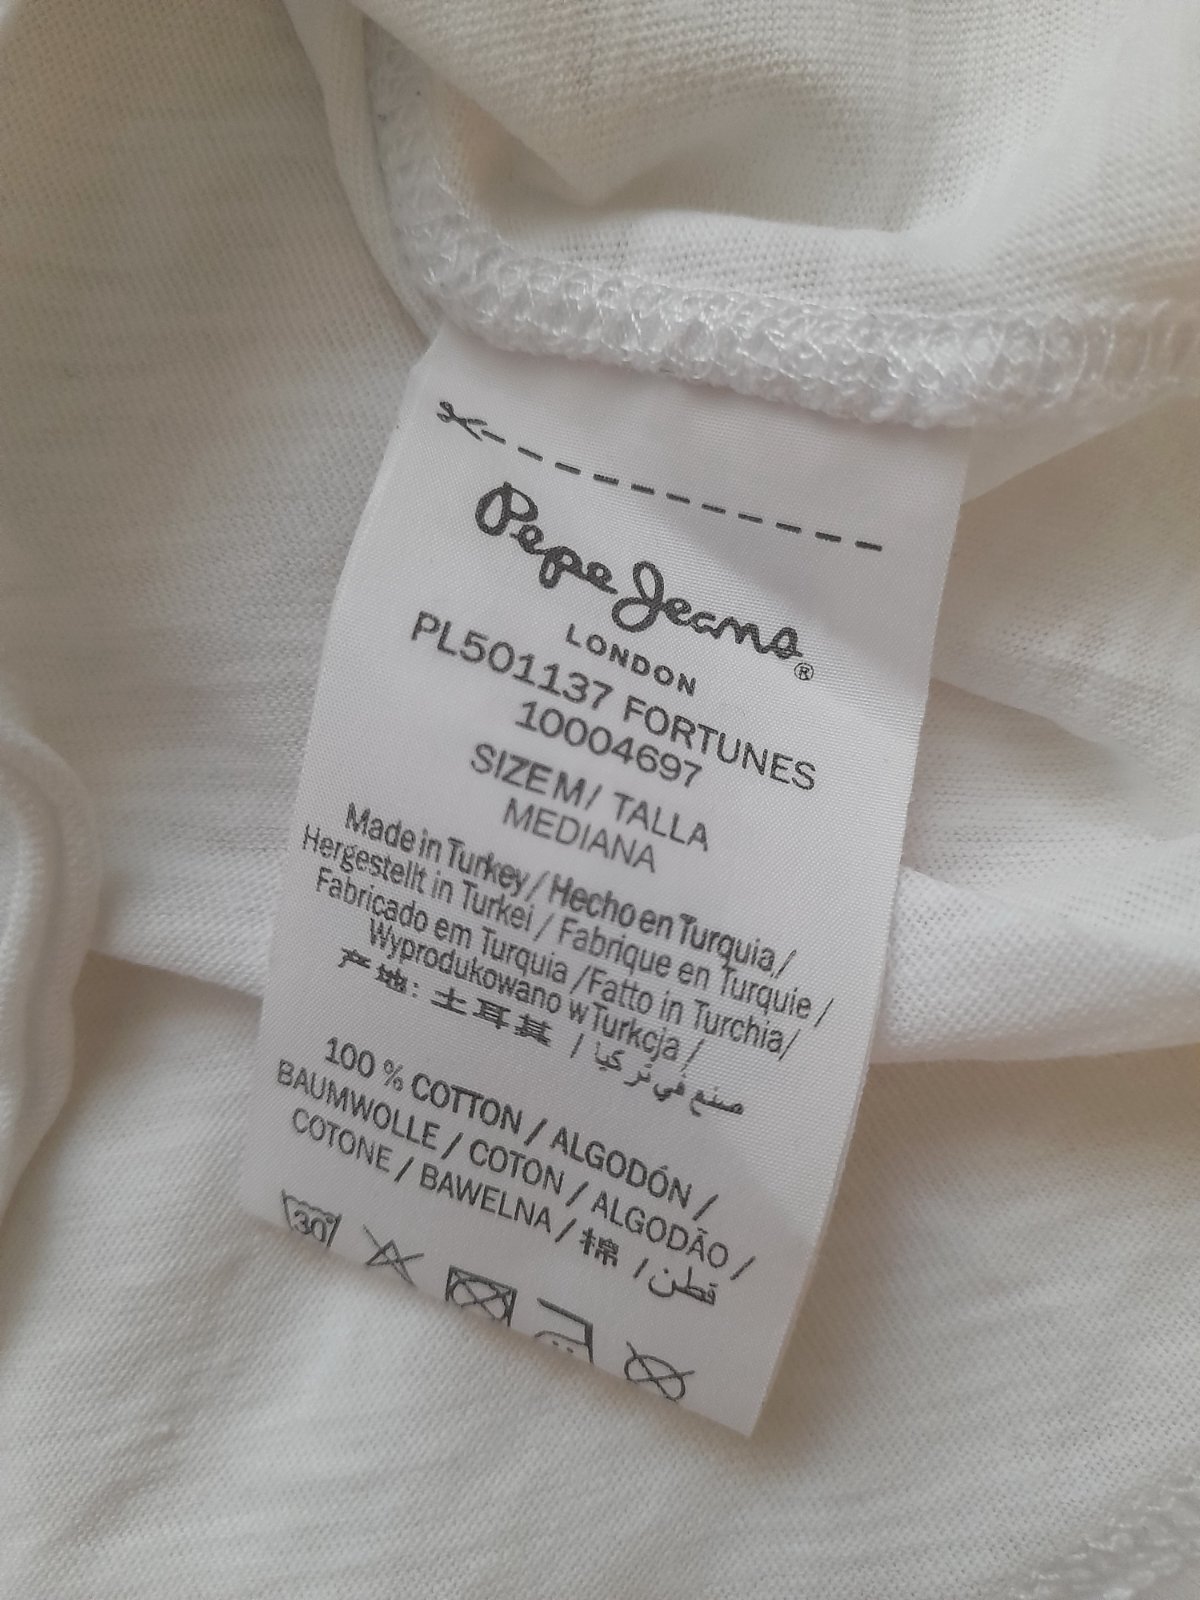 Pepe Jeans®
LONDON
PL501137 FORTUNES
10004697
SIZEM/ TALLA
MEDIANA
Made in Turkey / Hecho en Turquia /
Hergestellt in Turkei / Fabrique en Turquie /
Fabricado em Turquia /Fatto in Turchia/
Wyprodukowano w Turkcja /
产地: 土耳其 / صنع في تركيا
100 % COTTON / ALGODÓN /
BAUMWOLLE / COTON / ALGODÃO /
COTONE / BAWELNA / 棉 / قطن
30